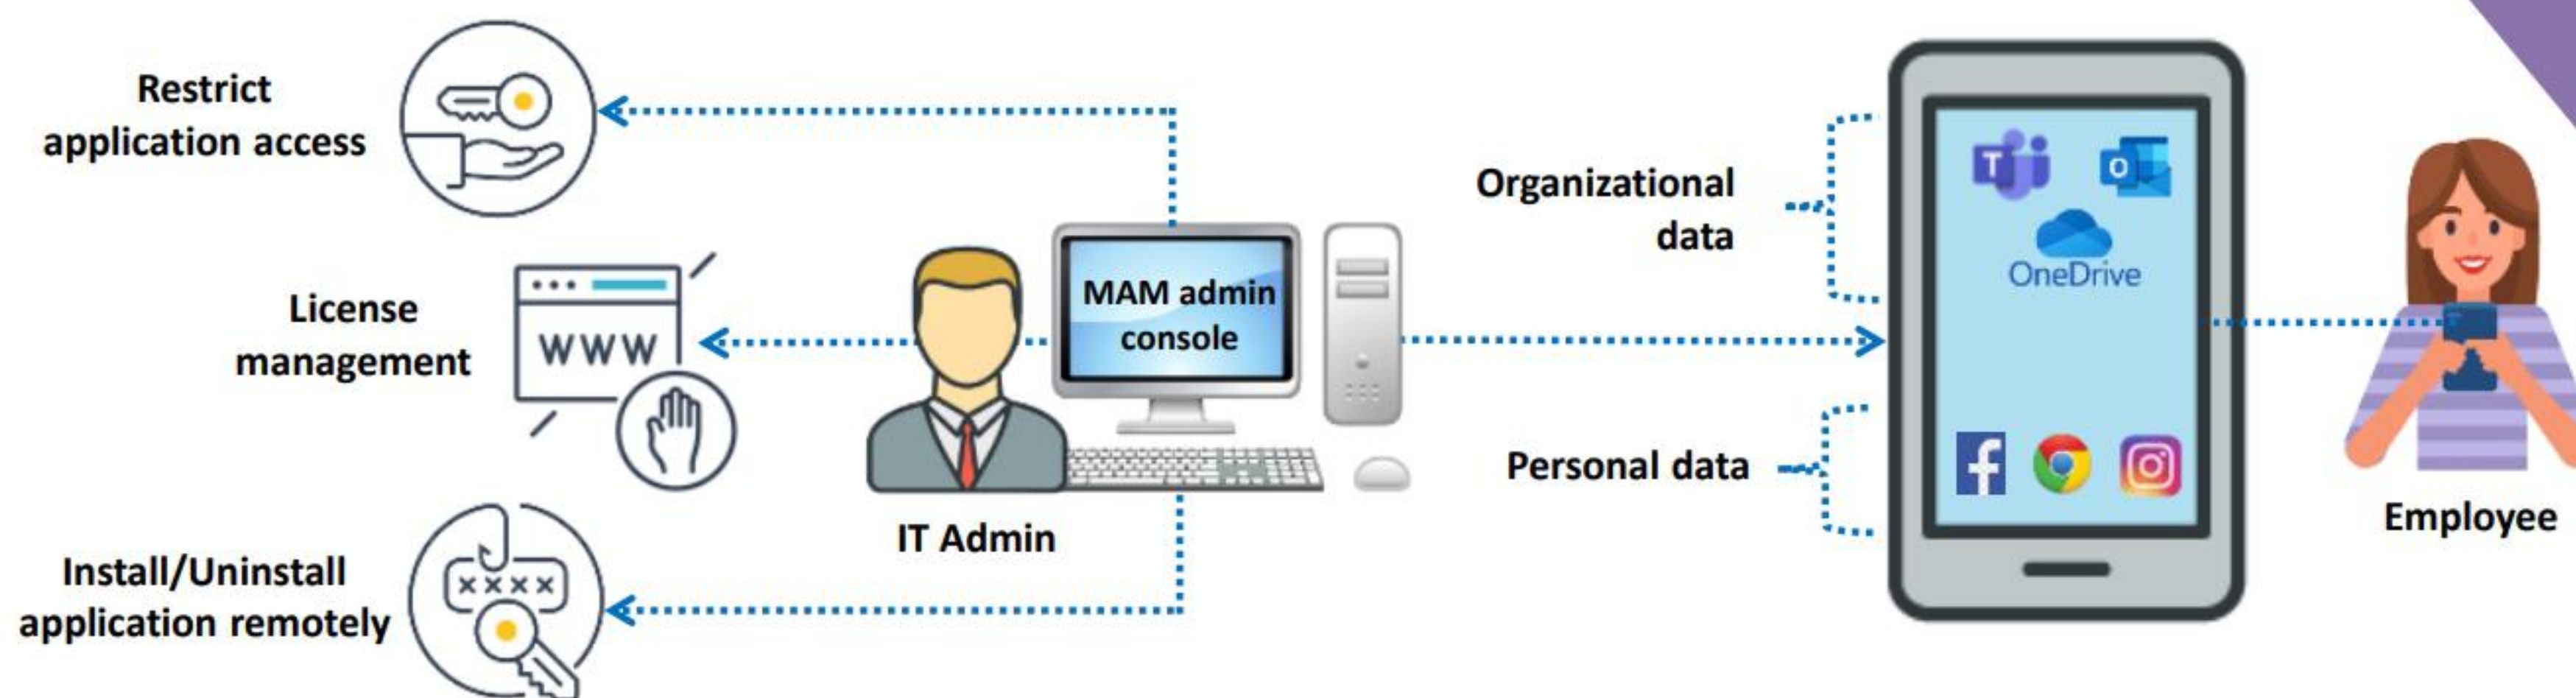 Restrict
application access
License
management
WWW
Install/Uninstall
application remotely
xxxx
MAM admin
console
IT Admin
Organizational
data
Personal data
T
O
OneDrive
Employee